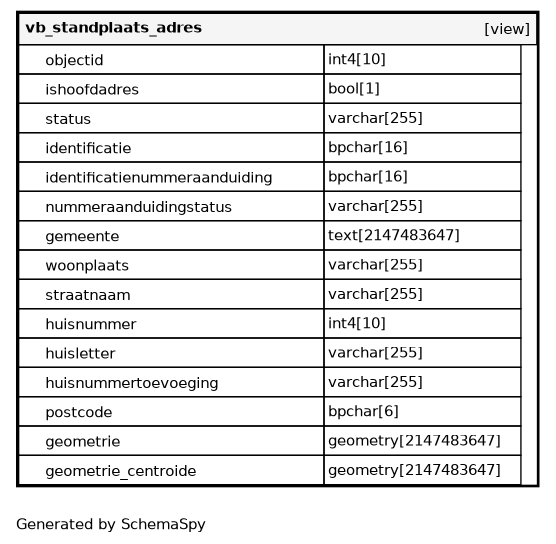 vb_standplaats_adres [view]
objectid int4[10]
ishoofdadres bool[1]
status varchar[255]
identificatie bpchar[16]
identificatienummeraanduiding bpchar[16]
nummeraanduidingstatus varchar[255]
gemeente text[2147483647]
woonplaats varchar[255]
straatnaam varchar[255]
huisnummer int4[10]
huisletter varchar[255]
huisnummertoevoeging varchar[255]
postcode bpchar[6]
geometrie geometry[2147483647]
geometrie_centroide geometry[2147483647]
Generated by SchemaSpy